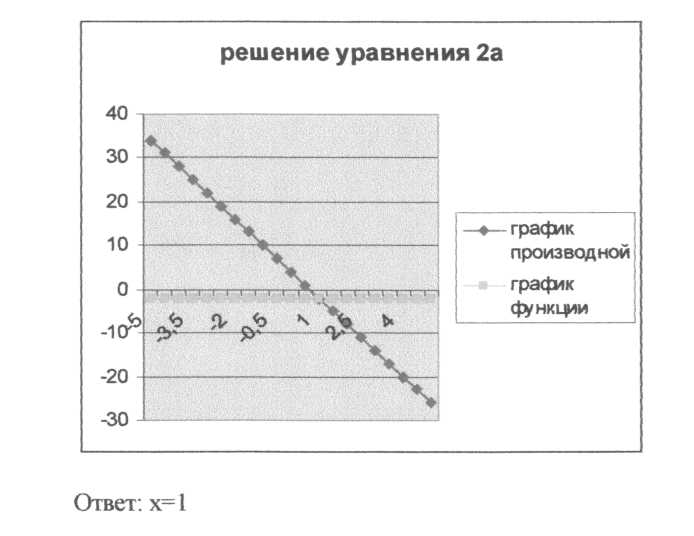 решение уравнения 2а
40
30
20
10
0
-10
-20
-30
-5
-3,5
-2
-0,5
1
2,5
4
график
производной
график
функции
Ответ: x=1